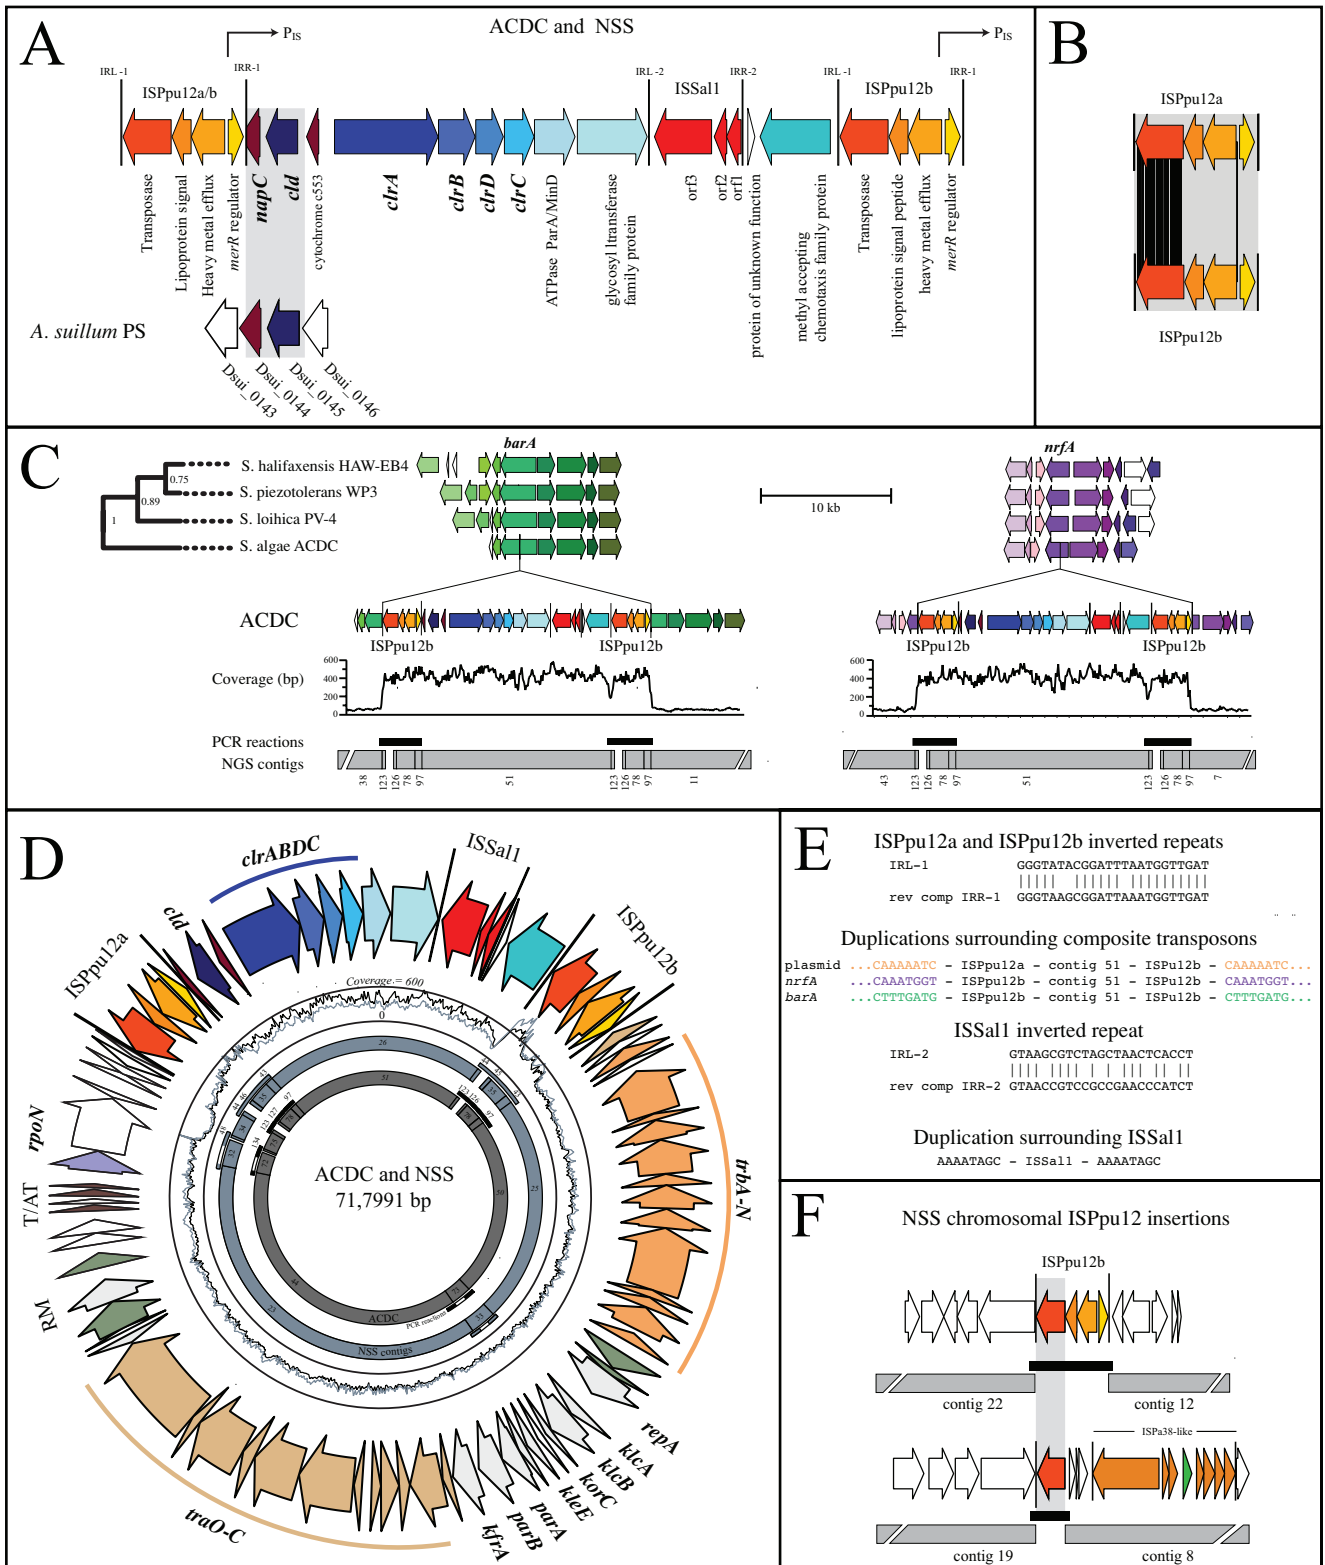 A
ACDC and NSS
P IS
P IS
IRL -1
IRR-1
IRL -2
IRR-2
IRL -1
IRR-1
ISPpu12a/b
ISSal1
ISPpu12b
Transposase
Lipoprotein signal
Heavy metal efflux
merR regulator
napC
cld
cytochrome c553
clrA
clrB
clrD
clrC
ATPase ParA/MinD
glycosyl ltransferase
family protein
orf3
orf2
orf1
protein of unknown function
methyl accepting
chemotaxis family protein
Transposase
lipoprotein signal peptide
heavy metal efflux
merR regulator
A. suillum PS
Dsui_0143
Dsui_0144
Dsui_0145
Dsui_0146
B
ISPpu12a
ISPpu12b
C
barA
nrfA
S. halifaxensis HAW-EB4
S. piezotolerans WP3
S. loihica PV-4
S. algae ACDC
0.75
0.89
1
10 kb
ACDC
ISPpu12b
ISPpu12b
ISPpu12b
ISPpu12b
Coverage (bp)
600
400
200
0
600
400
200
0
PCR reactions
NGS contigs
38
123
126
78
97
51
123
126
78
97
11
43
123
126
78
97
51
123
126
78
97
7
D
clrABDC
ISSal1
cld
ISPpu12a
ISPpu12b
Coverage = 600
0
rpoN
T/AT
RM
trbA-N
repA
klcA
klcB
korC
kleE
parA
parB
kfrA
traO-C
ACDC and NSS
71,7991 bp
ACDC
NSS contigs
PCR reactions
26
51
25
50
23
44
E
ISPpu12a and ISPpu12b inverted repeats
IRL-1 GGGTATACGGATTTAATGGTTGAT
rev comp IRR-1 GGGTAAGCGGATTAAATGGTTGAT
Duplications surrounding composite transposons
plasmid ...CAAAAATC - ISPpu12a - contig 51 - ISPu12b - CAAAAATC...
nrfA ...CAAATGGT - ISPpu12b - contig 51 - ISPu12b - CAAATGGT...
barA ...CTTTGATG - ISPpu12b - contig 51 - ISPu12b - CTTTGATG...
ISSal1 inverted repeat
IRL-2 GTAAGCGTCTAGCTAACTCACCT
rev comp IRR-2 GTAACCGTCCGCCGAACCCATCT
Duplication surrounding ISSal1
AAAATAGC - ISSal1 - AAAATAGC
F
NSS chromosomal ISPpu12 insertions
ISPpu12b
contig 22
contig 12
ISPa38-like
contig 19
contig 8